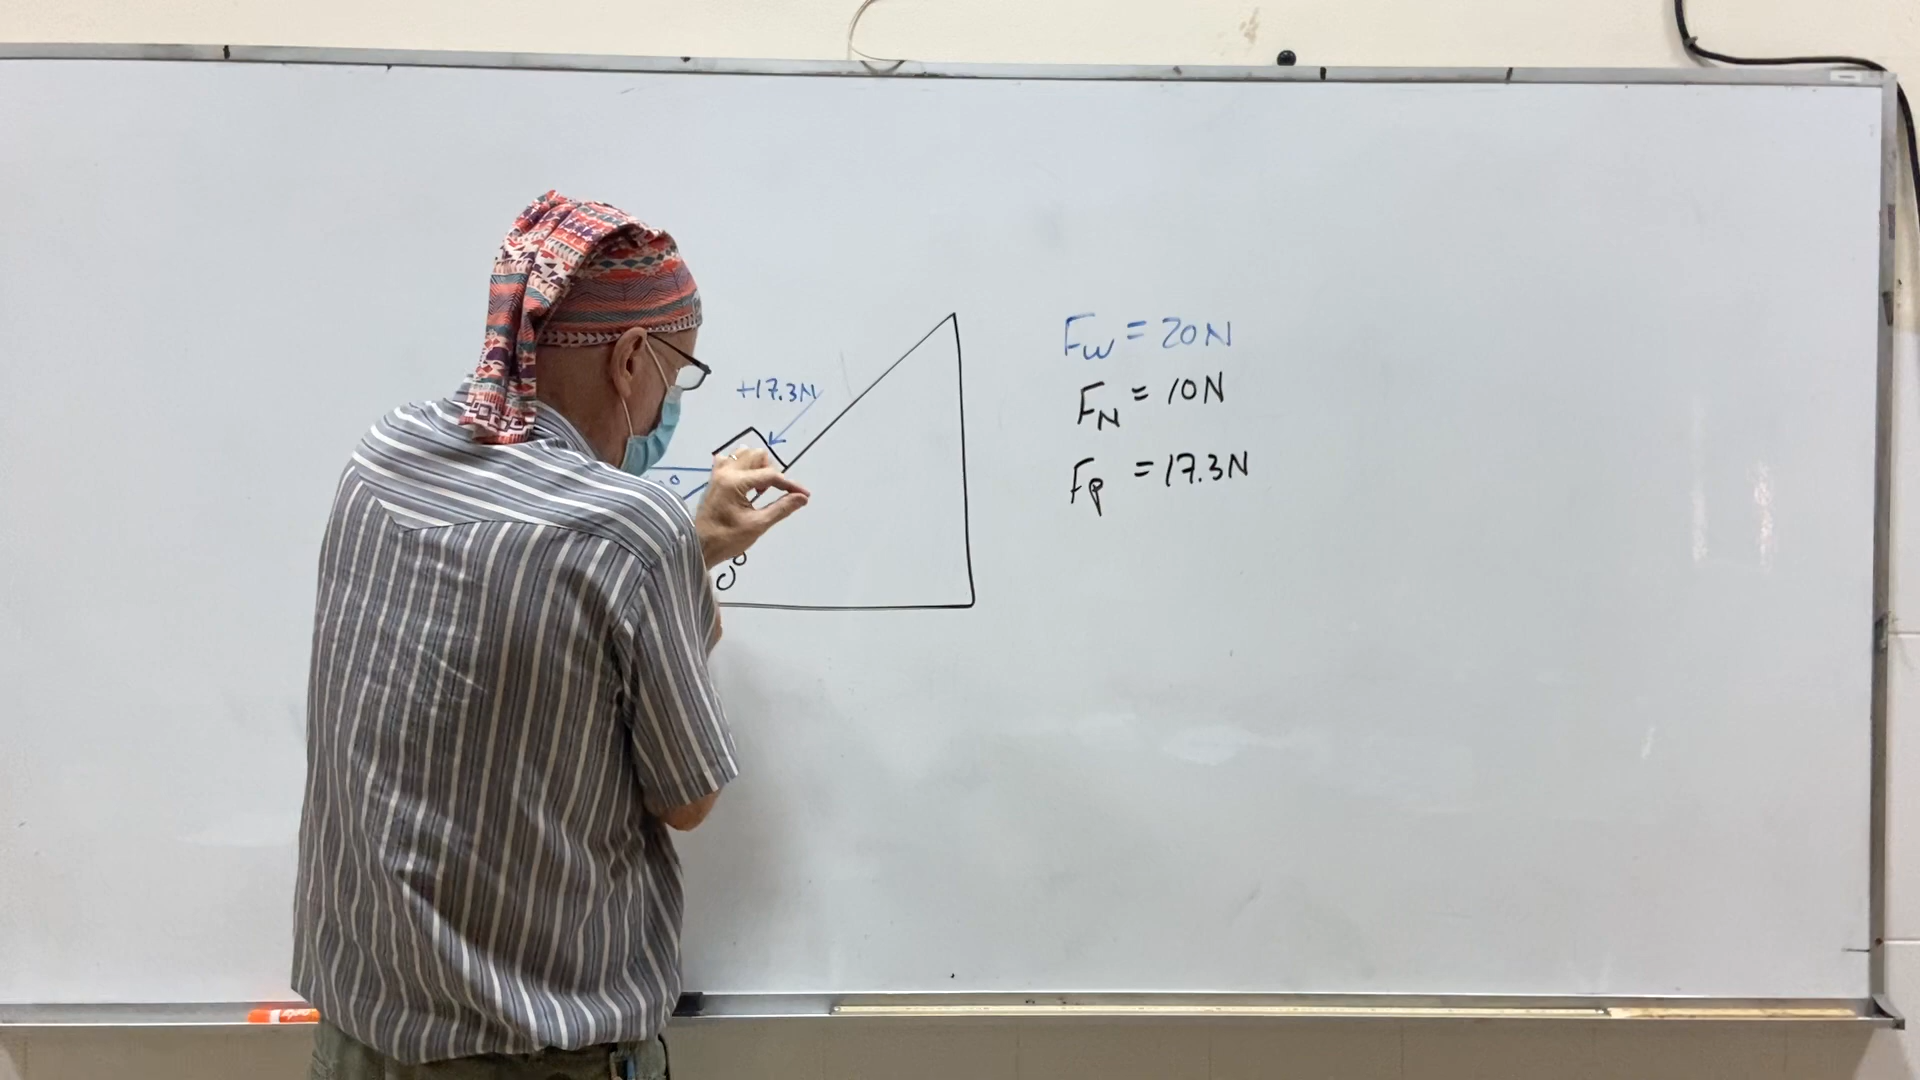 +17.3N
Fw = 20N
FN = 10N
Fp = 17.3N